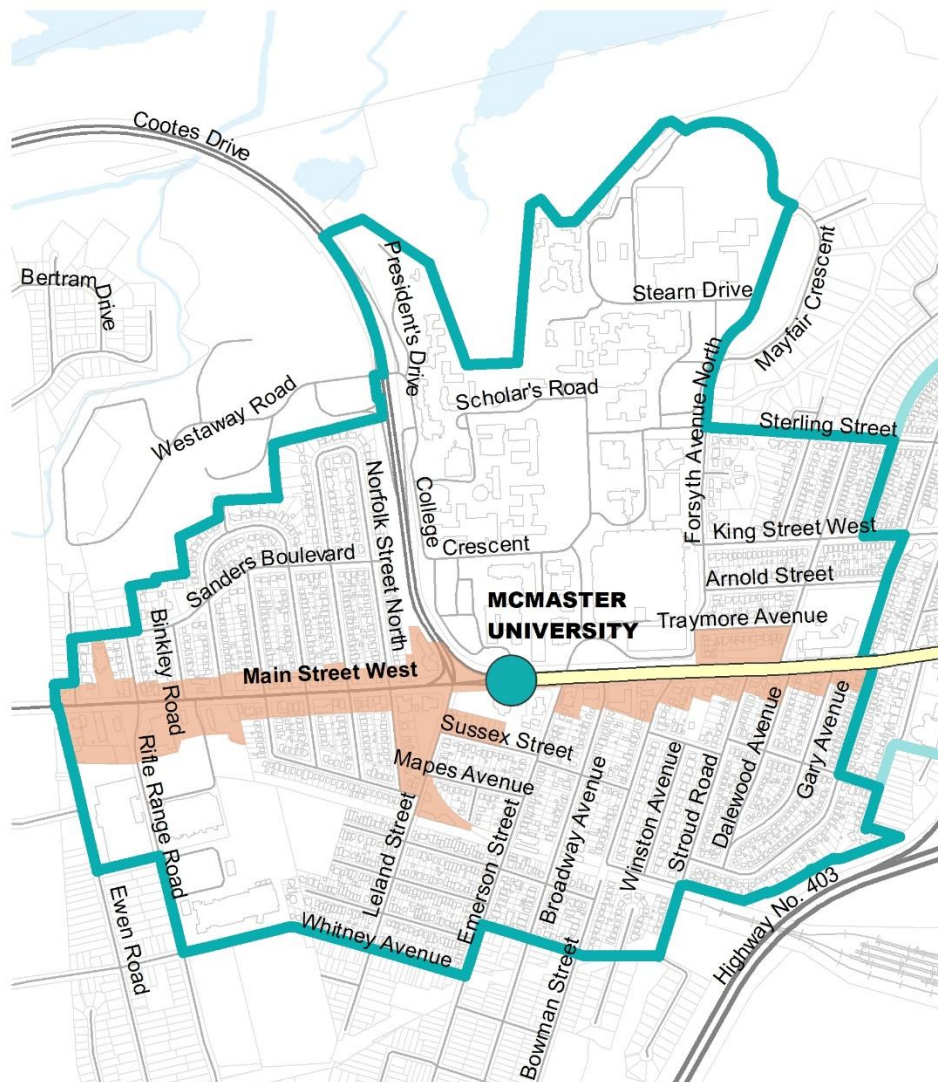 Cootes Drive
Bertram Drive
President's Drive
Stearn Drive
Mayfair Crescent
Westaway Road
Scholar's Road
Forsyth Avenue North
Sterling Street
Norfolk Street North
College
Crescent
King Street West
Sanders Boulevard
Arnold Street
Binkley Road
MCMASTER
UNIVERSITY
Traymore Avenue
Main Street West
Sussex Street
Mapes Avenue
Rifle Range Road
Leland Street
Emerson Street
Broadway Avenue
Winston Avenue
Stroud Road
Dalewood Avenue
Gary Avenue
Ewen Road
Whitney Avenue
Bowman Street
Highway No. 403